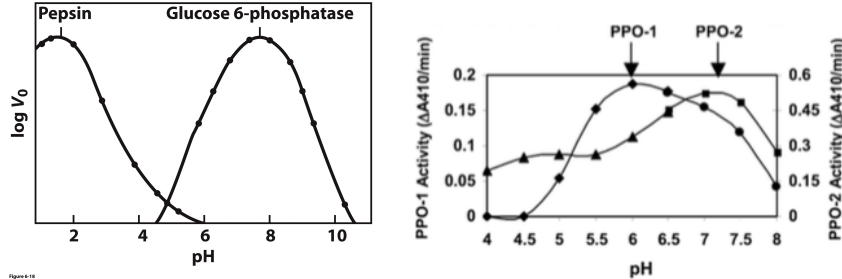 Pepsin Glucose 6-phosphatase
log V0
2 4 6 8 10
pH
Figure 6-18
PPO-1 PPO-2
PPO-1 Activity (ΔA410/min)
0.2
0.15
0.1
0.05
0
0.6
0.45
0.3
0.15
0
PPO-2 Activity (ΔA410/min)
4 4.5 5 5.5 6 6.5 7 7.5 8
pH